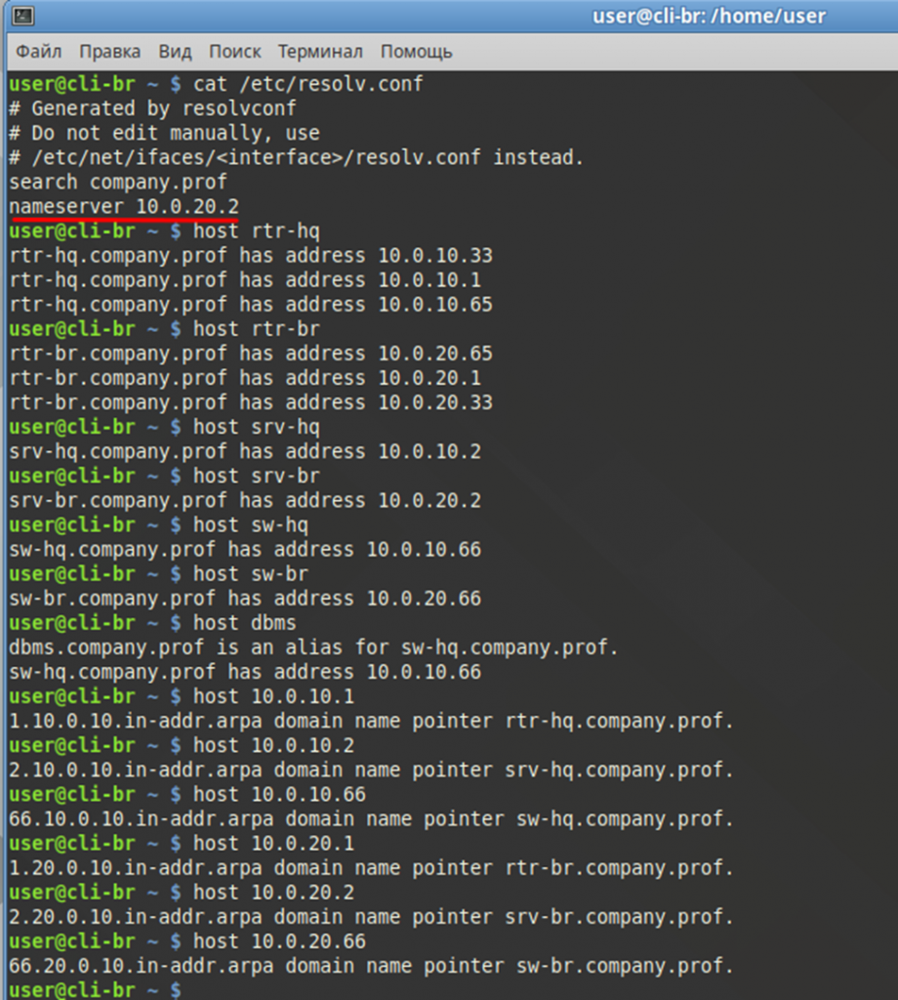 user@cli-br: /home/user
Файл Правка Вид Поиск Терминал Помощь
user@cli-br ~ $ cat /etc/resolv.conf
# Generated by resolvconf
# Do not edit manually, use
# /etc/net/ifaces/<interface>/resolv.conf instead.
search company.prof
nameserver 10.0.20.2
user@cli-br ~ $ host rtr-hq
rtr-hq.company.prof has address 10.0.10.33
rtr-hq.company.prof has address 10.0.10.1
rtr-hq.company.prof has address 10.0.10.65
user@cli-br ~ $ host rtr-br
rtr-br.company.prof has address 10.0.20.65
rtr-br.company.prof has address 10.0.20.1
rtr-br.company.prof has address 10.0.20.33
user@cli-br ~ $ host srv-hq
srv-hq.company.prof has address 10.0.10.2
user@cli-br ~ $ host srv-br
srv-br.company.prof has address 10.0.20.2
user@cli-br ~ $ host sw-hq
sw-hq.company.prof has address 10.0.10.66
user@cli-br ~ $ host sw-br
sw-br.company.prof has address 10.0.20.66
user@cli-br ~ $ host dbms
dbms.company.prof is an alias for sw-hq.company.prof.
sw-hq.company.prof has address 10.0.10.66
user@cli-br ~ $ host 10.0.10.1
1.10.0.10.in-addr.arpa domain name pointer rtr-hq.company.prof.
user@cli-br ~ $ host 10.0.10.2
2.10.0.10.in-addr.arpa domain name pointer srv-hq.company.prof.
user@cli-br ~ $ host 10.0.10.66
66.10.0.10.in-addr.arpa domain name pointer sw-hq.company.prof.
user@cli-br ~ $ host 10.0.20.1
1.20.0.10.in-addr.arpa domain name pointer rtr-br.company.prof.
user@cli-br ~ $ host 10.0.20.2
2.20.0.10.in-addr.arpa domain name pointer srv-br.company.prof.
user@cli-br ~ $ host 10.0.20.66
66.20.0.10.in-addr.arpa domain name pointer sw-br.company.prof.
user@cli-br ~ $